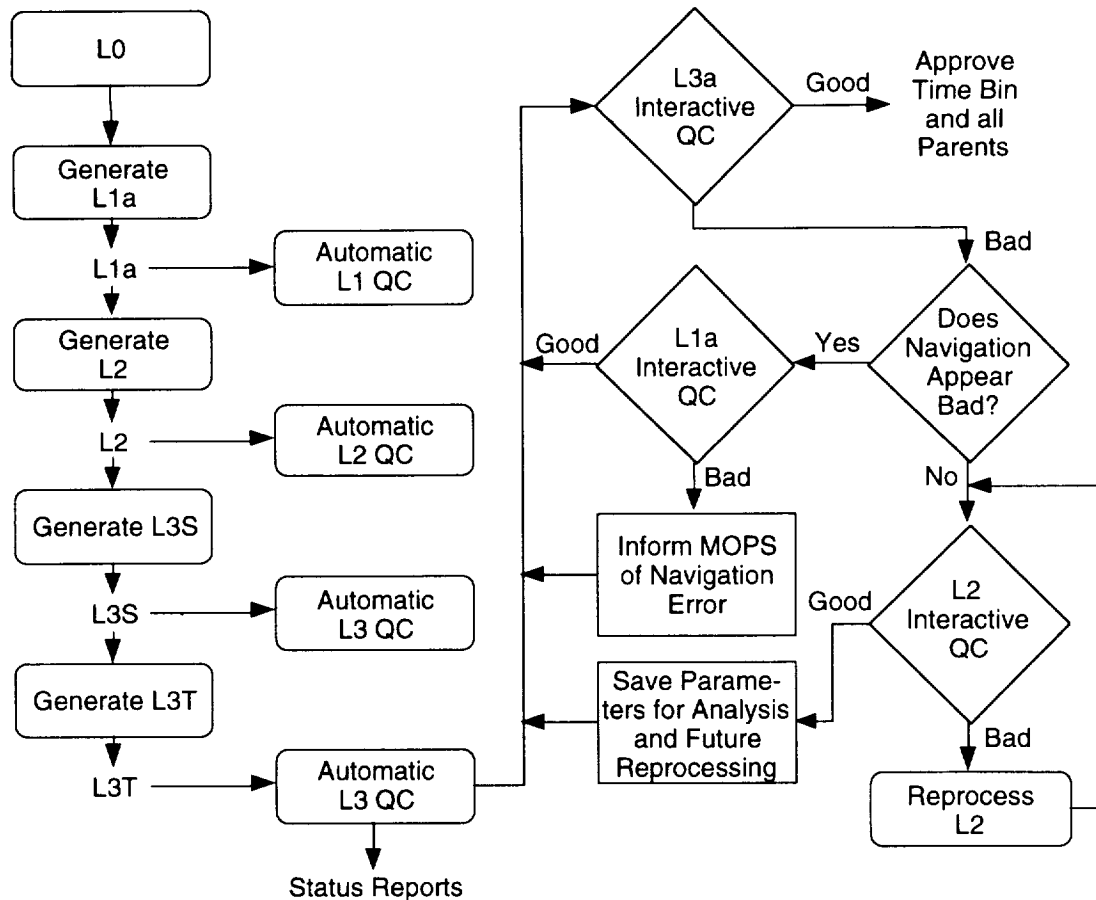 L0
Generate
L1a
L1a
Automatic
L1 QC
Generate
L2
L2
Automatic
L2 QC
Generate L3S
L3S
Automatic
L3 QC
Generate L3T
L3T
Automatic
L3 QC
Status Reports
L3a
Interactive
QC
Good
Approve
Time Bin
and all
Parents
Bad
Does
Navigation
Appear
Bad?
Yes
L1a
Interactive
QC
Good
Bad
Inform MOPS
of Navigation
Error
No
L2
Interactive
QC
Good
Save Parame-
ters for Analysis
and Future
Reprocessing
Bad
Reprocess
L2